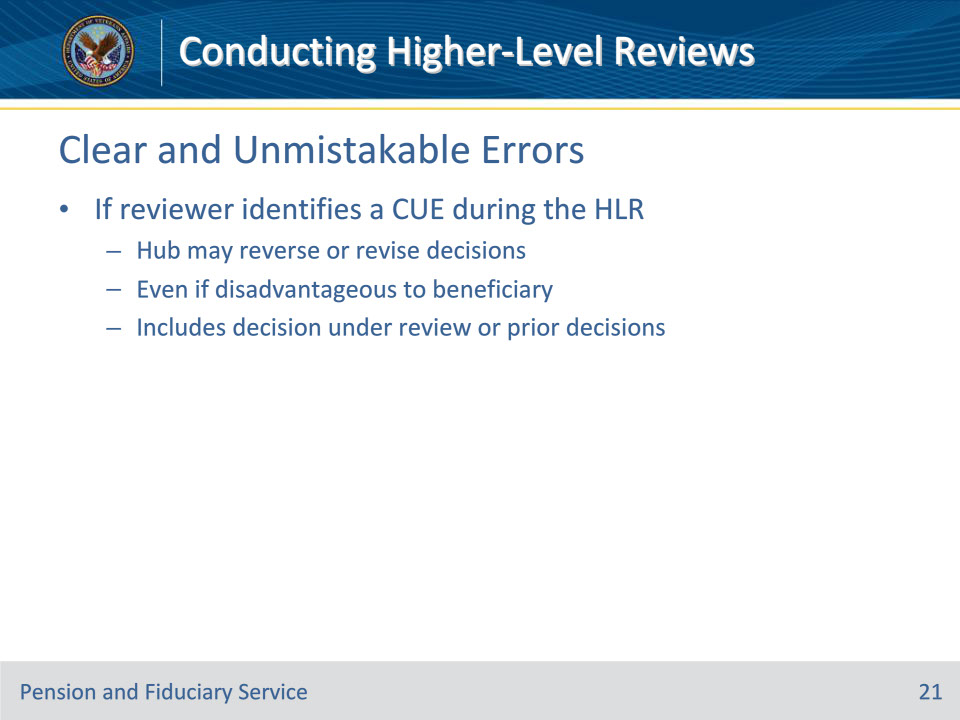 Conducting Higher-Level Reviews
Clear and Unmistakable Errors
• If reviewer identifies a CUE during the HLR
– Hub may reverse or revise decisions
– Even if disadvantageous to beneficiary
– Includes decision under review or prior decisions
Pension and Fiduciary Service
21